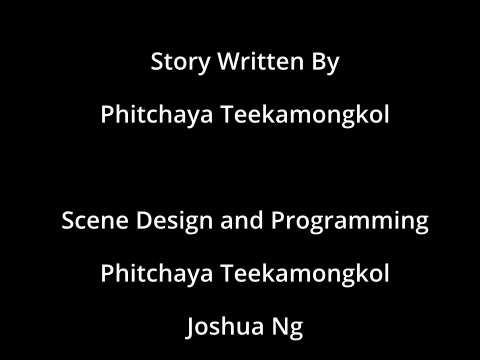 Story Written By
Phitchaya Teekamongkol
Scene Design and Programming
Phitchaya Teekamongkol
Joshua Ng